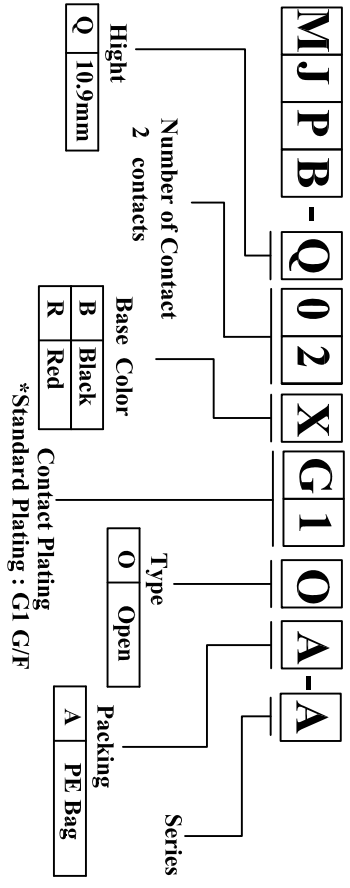 MJPB-Q02XG1OA-A
Hight
Q 10.9mm
Number of Contact
2 contacts
Base Color
B Black
R Red
Contact Plating
*Standard Plating : G1 G/F
Type
O Open
Packing
A PE Bag
Series